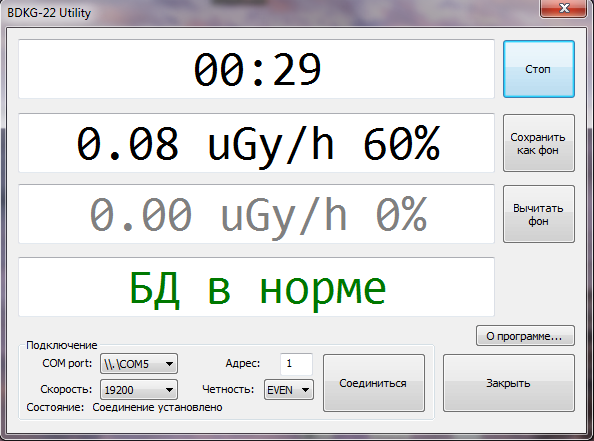 BDKG-22 Utility
00:29
Стоп
0.08 uGy/h 60%
Сохранить
как фон
0.00 uGy/h 0%
Вычитать
фон
БД в норме
О программе...
Подключение
COM port: \\.\COM5 Адрес: 1
Скорость: 19200 Четность: EVEN
Соединиться
Закрыть
Состояние: Соединение установлено